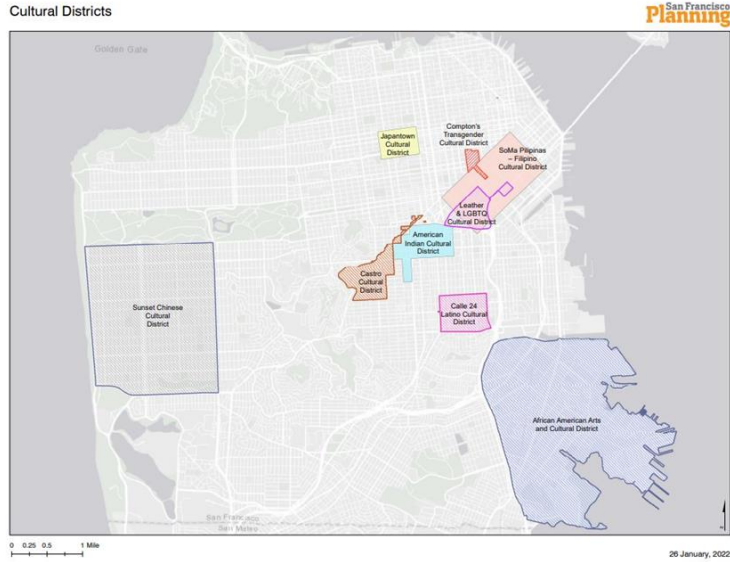 Cultural Districts
San Francisco
Planning
Golden Gate
Japantown
Cultural
District
Compton's
Transgender
Cultural District
SoMa Pilipinas
– Filipino
Cultural District
Leather
& LGBTQ
Cultural District
American
Indian Cultural
District
Castro
Cultural
District
Sunset Chinese
Cultural
District
Calle 24
Latino Cultural
District
African American Arts
and Cultural District
San Francisco
San Mateo
0 0.25 0.5 1 Mile
26 January, 2022